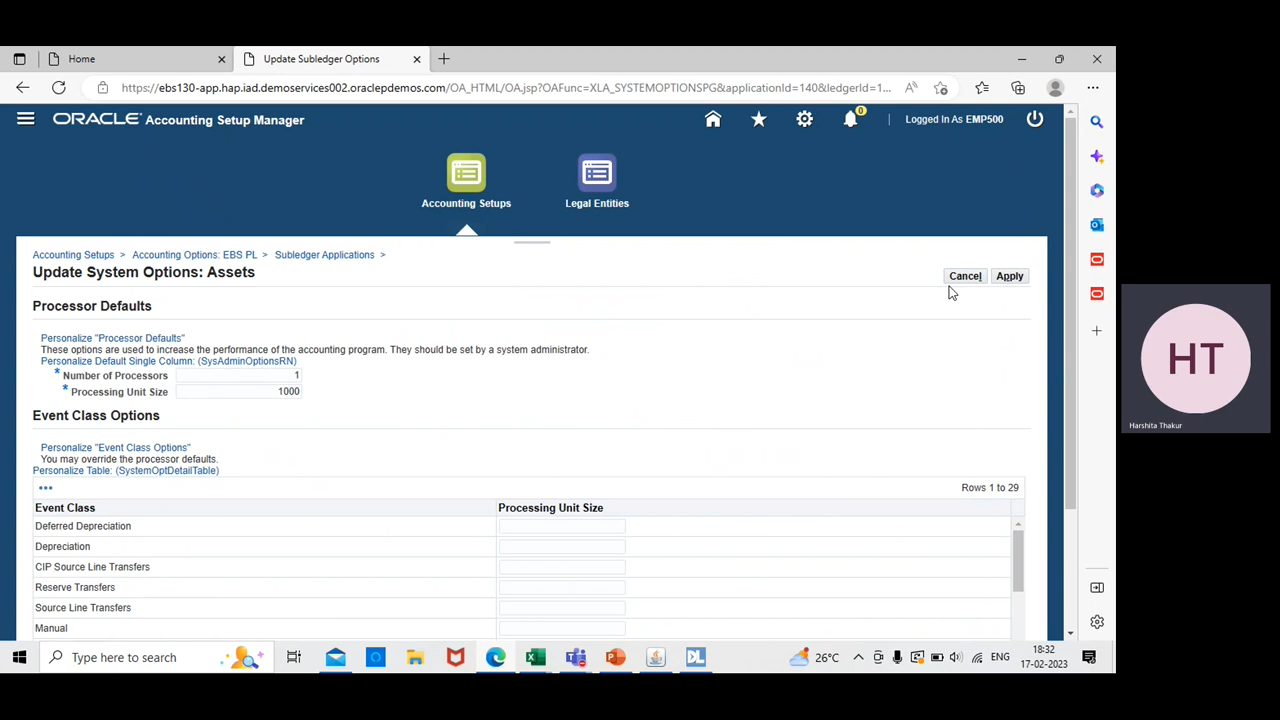 Home
Update Subledger Options
https://ebs130-app.hap.iad.demoservices002.oraclepdemos.com/OA_HTML/OA.jsp?OAFunc=XLA_SYSTEMOPTIONSPG&applicationId=140&ledgerId=1...
ORACLE Accounting Setup Manager
0
Logged In As EMP500
Accounting Setups
Legal Entities
Accounting Setups > Accounting Options: EBS PL > Subledger Applications >
Update System Options: Assets
Cancel Apply
Processor Defaults
Personalize "Processor Defaults"
These options are used to increase the performance of the accounting program. They should be set by a system administrator.
Personalize Default Single Column: (SysAdminOptionsRN)
* Number of Processors 1
* Processing Unit Size 1000
Event Class Options
Personalize "Event Class Options"
You may override the processor defaults.
Personalize Table: (SystemOptDetailTable)
Rows 1 to 29
Event Class Processing Unit Size
Deferred Depreciation
Depreciation
CIP Source Line Transfers
Reserve Transfers
Source Line Transfers
Manual
HT
Harshita Thakur
Type here to search
26°C
ENG
18:32
17-02-2023